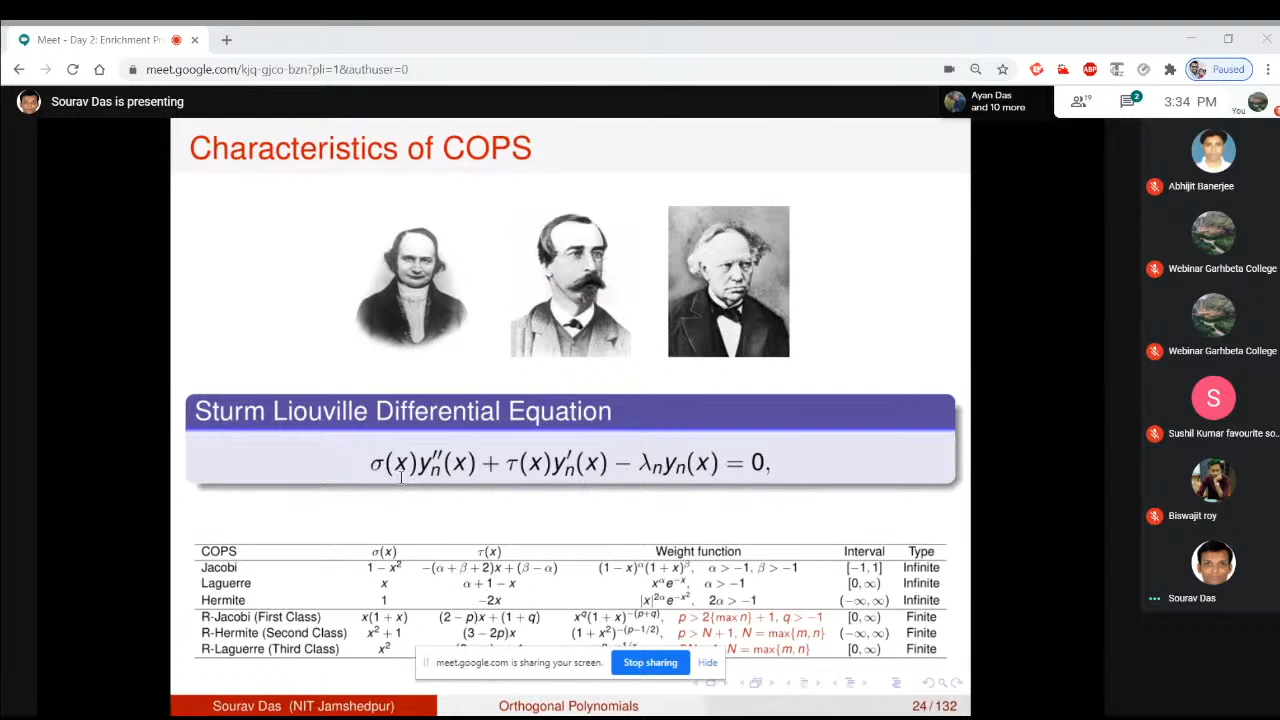 Meet - Day 2: Enrichment Pr
meet.google.com/kjq-gjco-bzn?pli=1&authuser=0
ABP
Paused
Sourav Das is presenting
Ayan Das
and 10 more
19
2
3:34 PM
You
Characteristics of COPS
Abhijit Banerjee
Webinar Garhbeta College
Webinar Garhbeta College
S
Sushil Kumar favourite so...
Biswajit roy
Sourav Das
Sturm Liouville Differential Equation
σ(x)y″ₙ(x) + τ(x)y′ₙ(x) − λₙyₙ(x) = 0,
COPS σ(x) τ(x) Weight function Interval Type
Jacobi 1 − x² −(α + β + 2)x + (β − α) (1 − x)^α(1 + x)^β, α > −1, β > −1 [−1, 1] Infinite
Laguerre x α + 1 − x x^α e^−x, α > −1 [0, ∞) Infinite
Hermite 1 −2x |x|^2α e^−x², 2α > −1 (−∞, ∞) Infinite
R-Jacobi (First Class) x(1 + x) (2 − p)x + (1 + q) x^q(1 + x)^−(p+q), p > 2{max n} + 1, q > −1 [0, ∞) Finite
R-Hermite (Second Class) x² + 1 (3 − 2p)x (1 + x²)^−(p−1/2), p > N + 1, N = max{m, n} (−∞, ∞) Finite
R-Laguerre (Third Class) x² N = max{m, n} [0, ∞) Finite
meet.google.com is sharing your screen. Stop sharing Hide
Sourav Das (NIT Jamshedpur) Orthogonal Polynomials 24 / 132